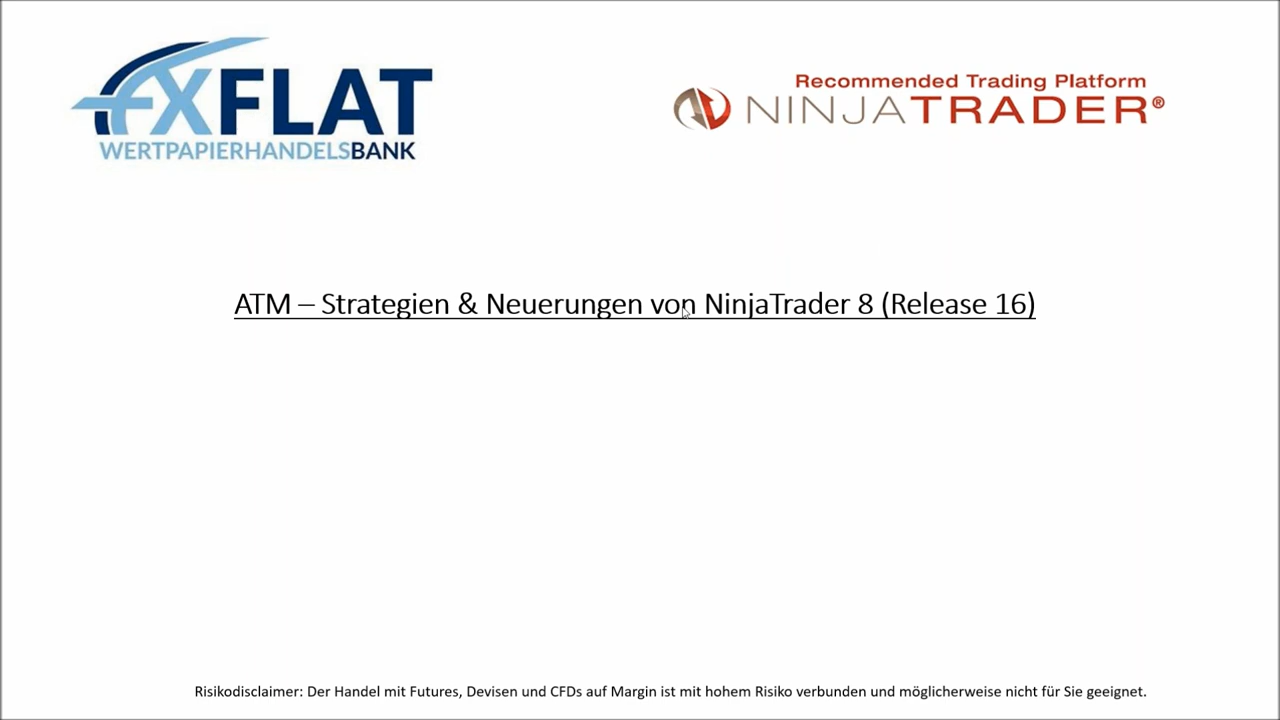 FXFLAT
WERTPAPIERHANDELSBANK
Recommended Trading Platform
NINJATRADER®
ATM – Strategien & Neuerungen von NinjaTrader 8 (Release 16)
Risikodisclaimer: Der Handel mit Futures, Devisen und CFDs auf Margin ist mit hohem Risiko verbunden und möglicherweise nicht für Sie geeignet.